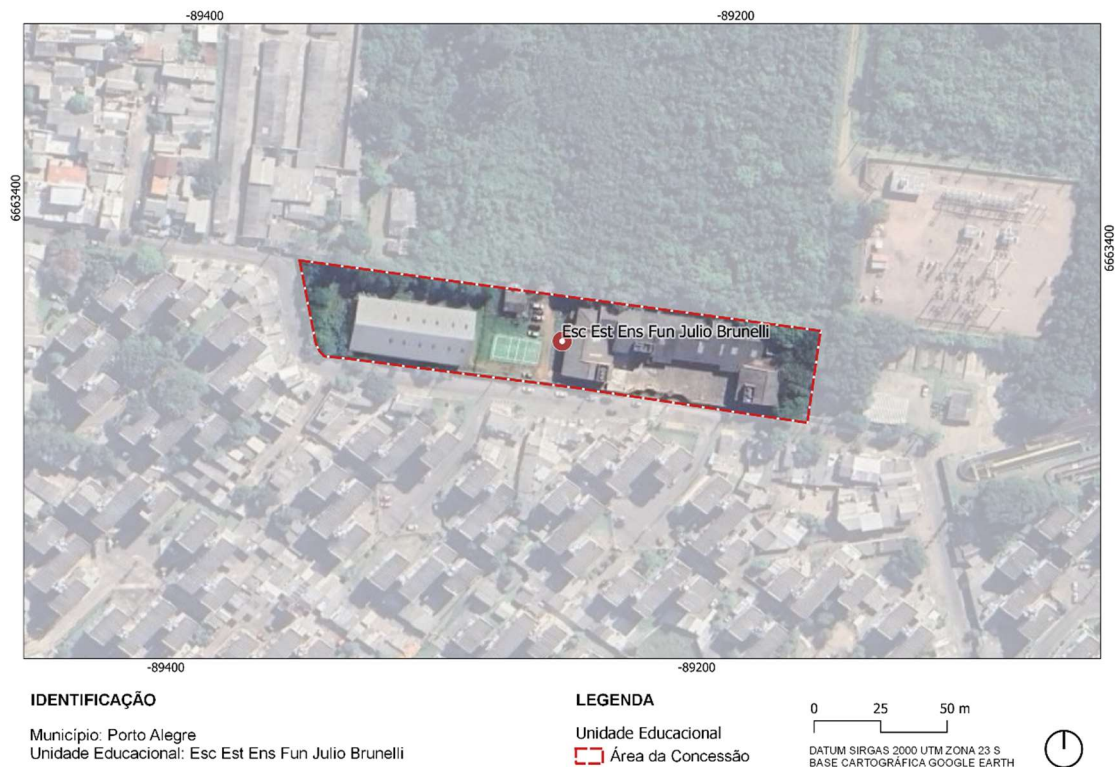 -89400
-89200
6663400
6663400
Esc Est Ens Fun Julio Brunelli
-89400
-89200
IDENTIFICAÇÃO
Município: Porto Alegre
Unidade Educacional: Esc Est Ens Fun Julio Brunelli
LEGENDA
Unidade Educacional
Área da Concessão
0 25 50 m
DATUM SIRGAS 2000 UTM ZONA 23 S
BASE CARTOGRÁFICA GOOGLE EARTH